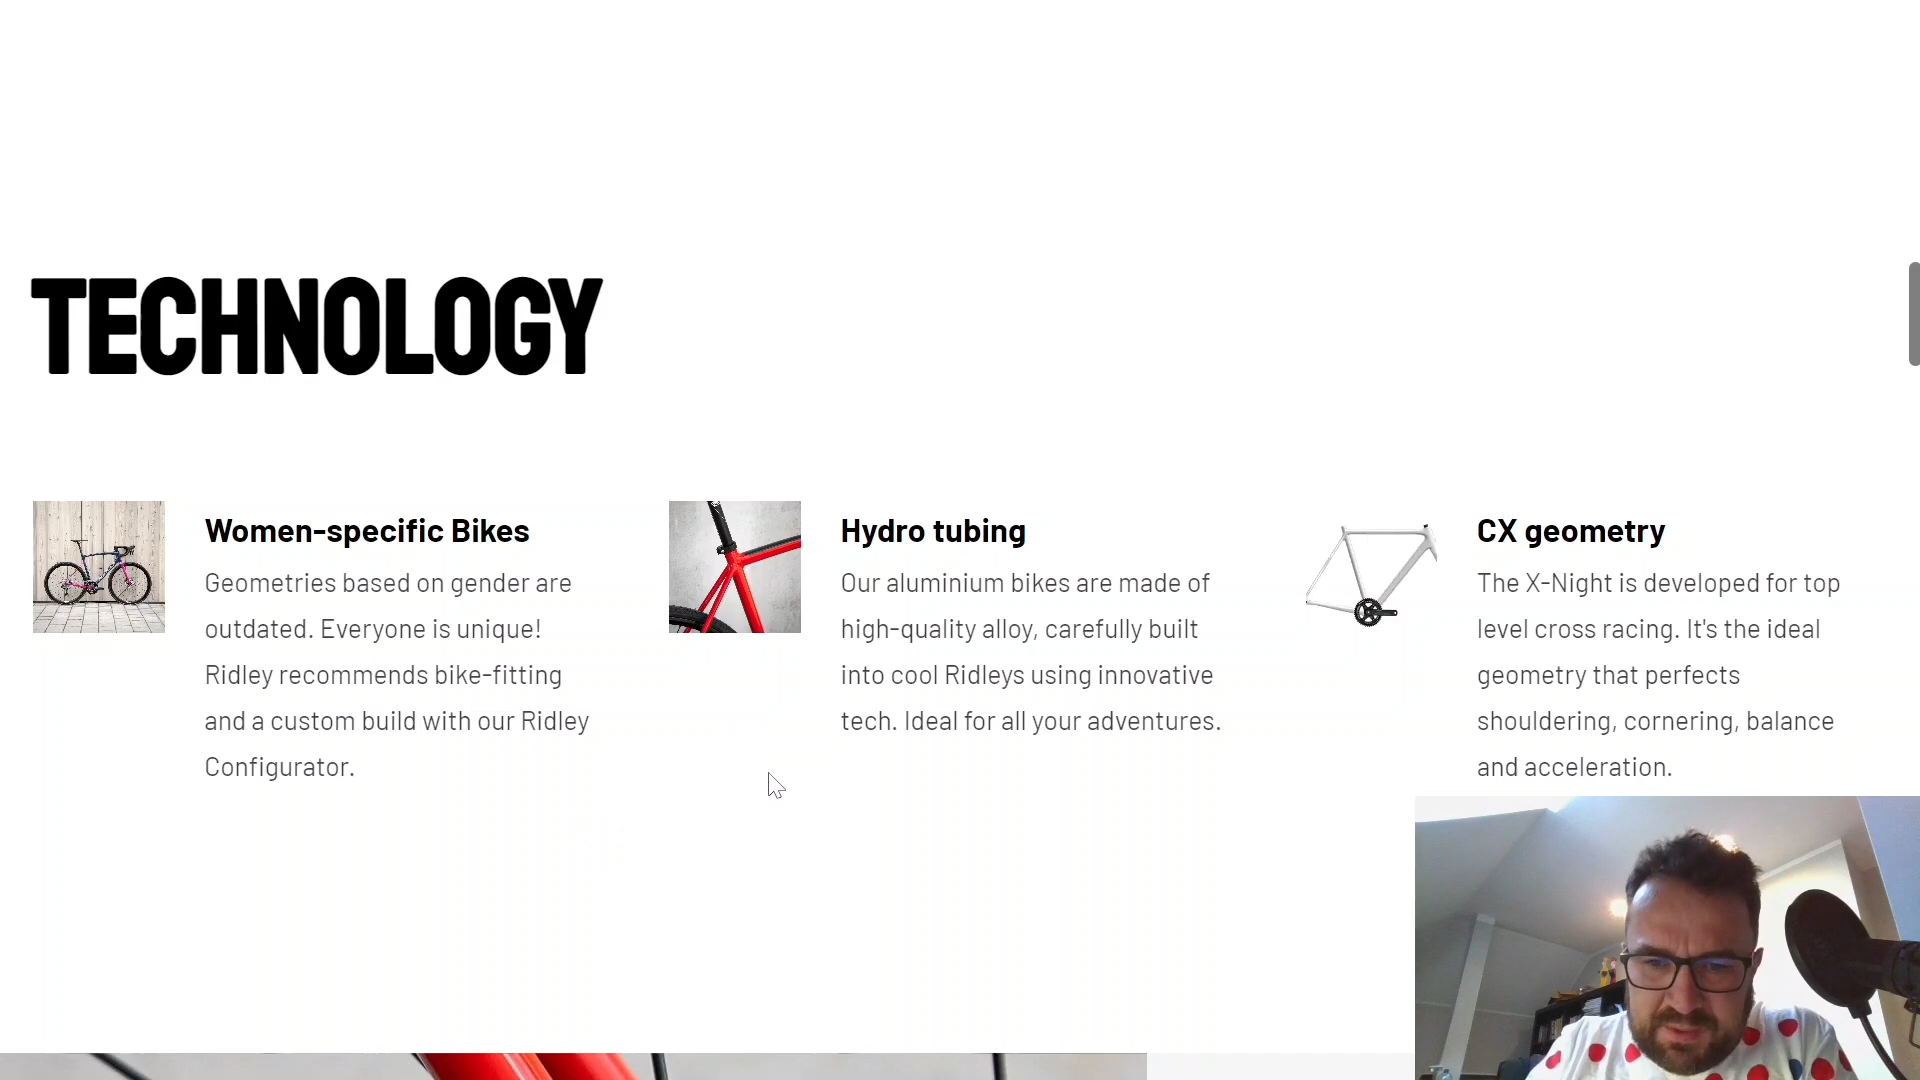 TECHNOLOGY
Women-specific Bikes
Geometries based on gender are
outdated. Everyone is unique!
Ridley recommends bike-fitting
and a custom build with our Ridley
Configurator.
Hydro tubing
Our aluminium bikes are made of
high-quality alloy, carefully built
into cool Ridleys using innovative
tech. Ideal for all your adventures.
CX geometry
The X-Night is developed for top
level cross racing. It's the ideal
geometry that perfects
shouldering, cornering, balance
and acceleration.